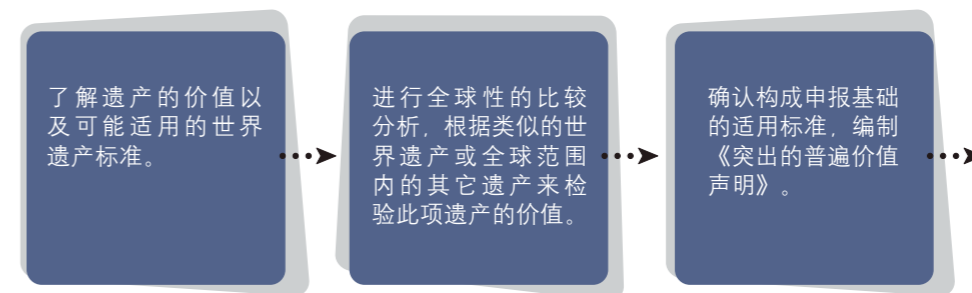 了解遗产的价值以
及可能适用的世界
遗产标准。
进行全球性的比较
分析，根据类似的世
界遗产或全球范围
内的其它遗产来检
验此项遗产的价值。
确认构成申报基础
的适用标准，编制
《突出的普遍价值
声明》。